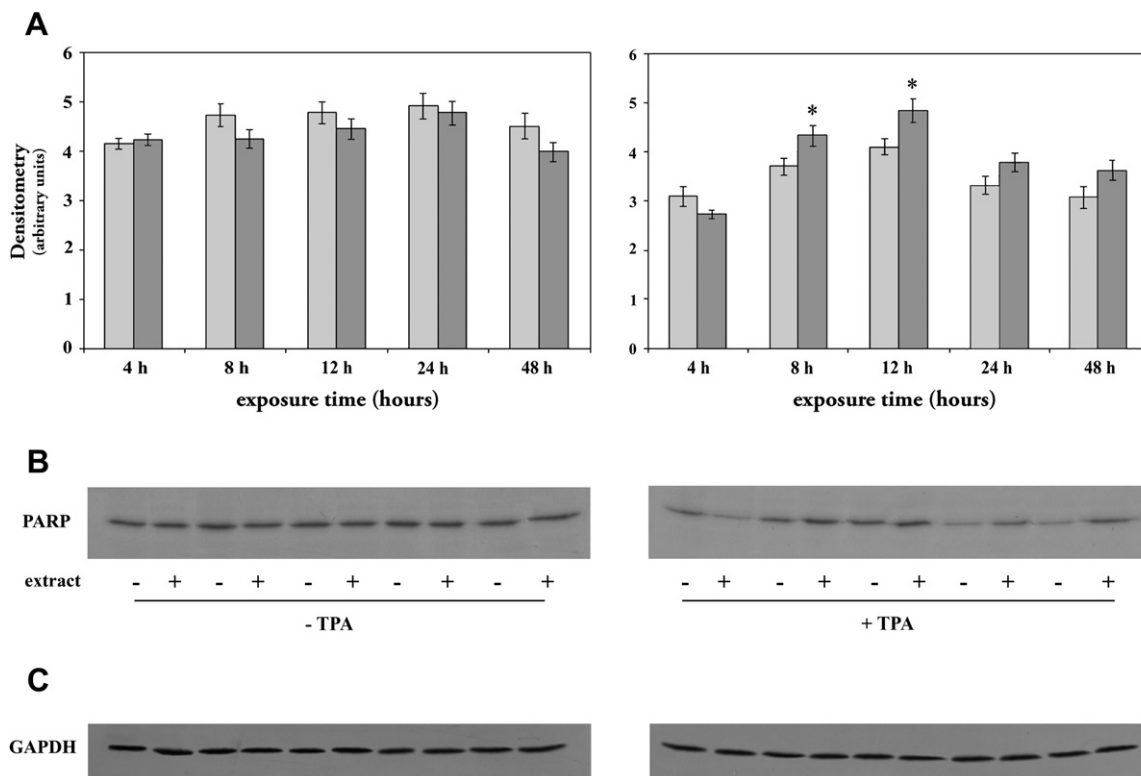 A
Densitometry
(arbitrary units)
6
5
4
3
2
1
0
4 h 8 h 12 h 24 h 48 h
exposure time (hours)
6
5
4
3
2
1
0
* *
4 h 8 h 12 h 24 h 48 h
exposure time (hours)
B
PARP
extract - + - + - + - + - + - + - + - + - + - +
- TPA + TPA
C
GAPDH